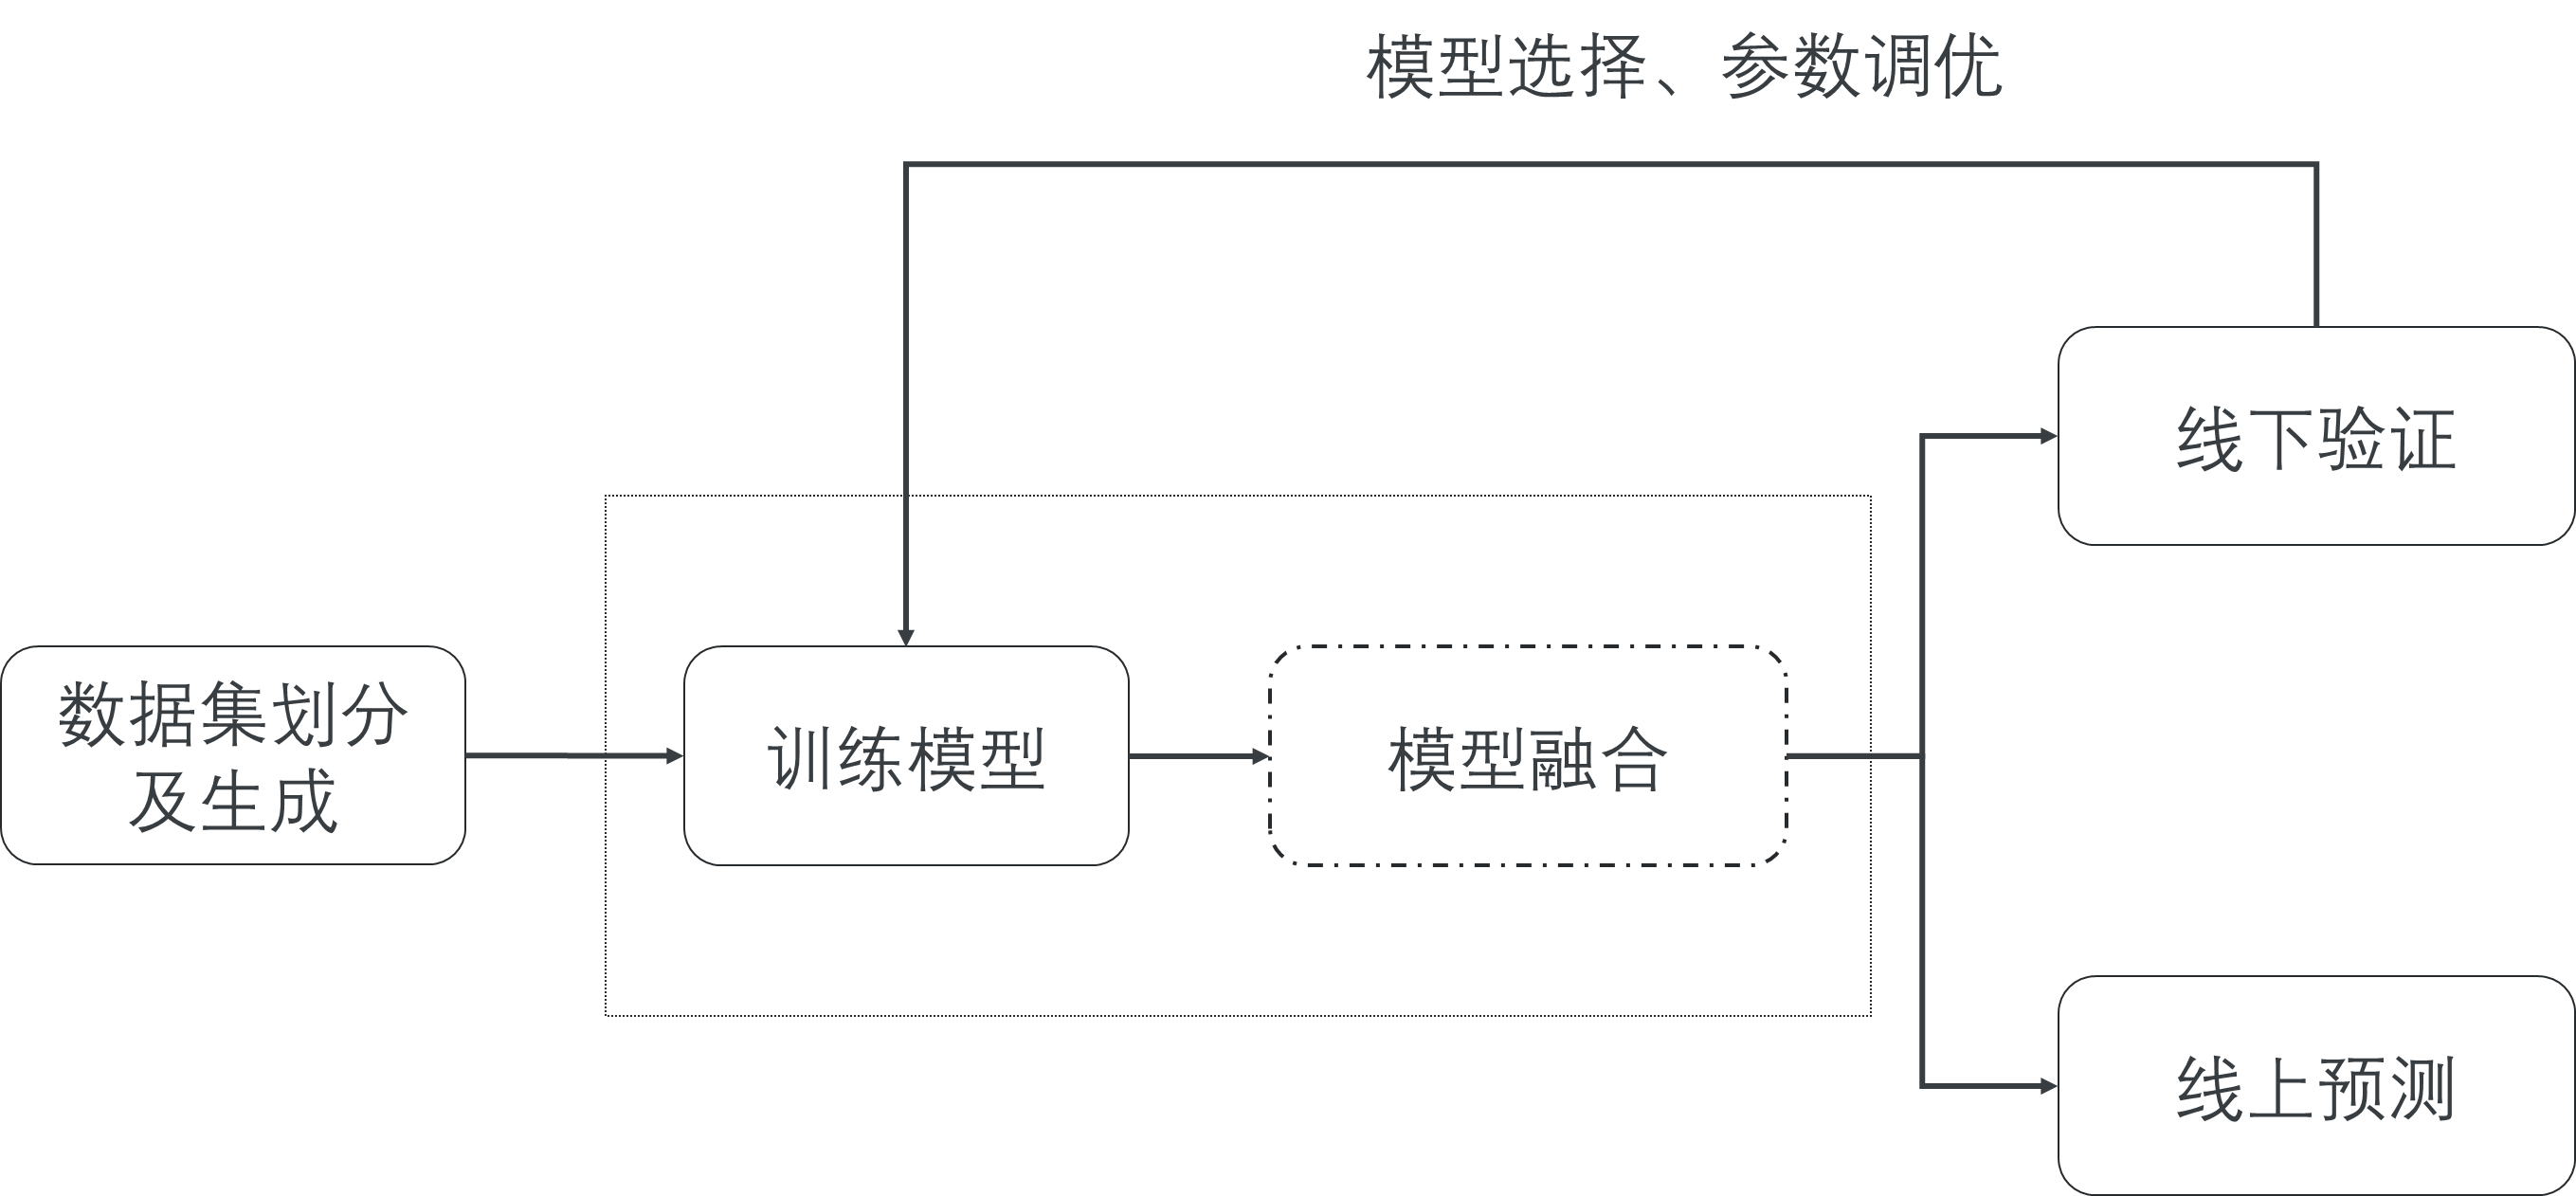 模型选择、参数调优
线下验证
数据集划分
及生成
训练模型
模型融合
线上预测